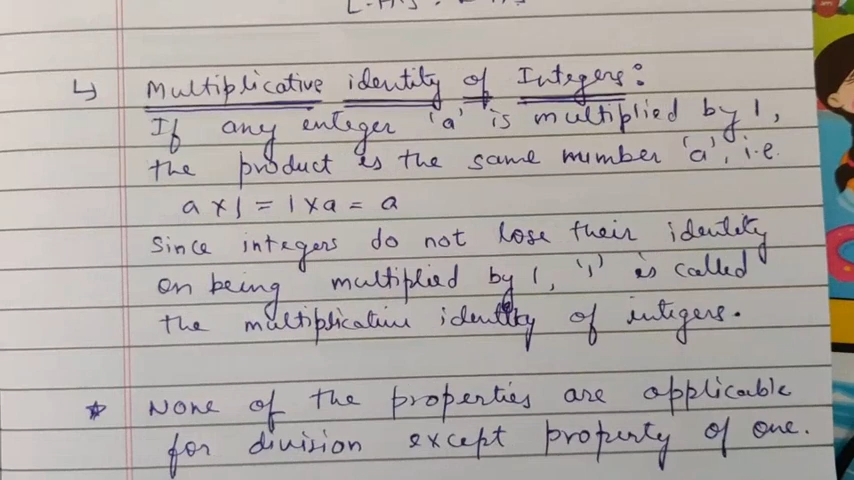 ↳ Multiplicative identity of Integers:
If any integer 'a' is multiplied by 1,
the product is the same number 'a', i.e.
a x 1 = 1 x a = a
Since integers do not lose their identity
on being multiplied by 1, '1' is called
the multiplicative identity of integers.
* None of the properties are applicable
for division except property of one.